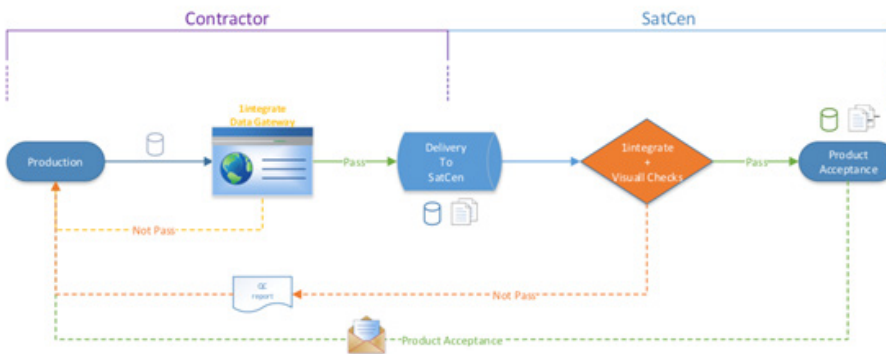 Contractor
SatCen
1integrate
Data Gateway
Production
Pass
Delivery
To
SatCen
1integrate
+
Visuall Checks
Pass
Product
Acceptance
Not Pass
QC
report
Not Pass
Product Acceptance